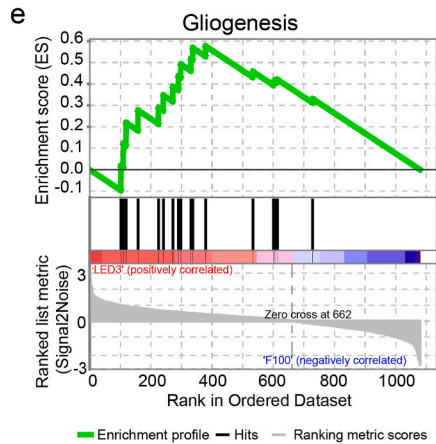 e
Gliogenesis
Enrichment score (ES)
0.6
0.5
0.4
0.3
0.2
0.1
0.0
-0.1
'LED3' (positively correlated)
Ranked list metric
(Signal2Noise)
3
0
-3
Zero cross at 662
'F100' (negatively correlated)
0 200 400 600 800 1000
Rank in Ordered Dataset
Enrichment profile Hits Ranking metric scores